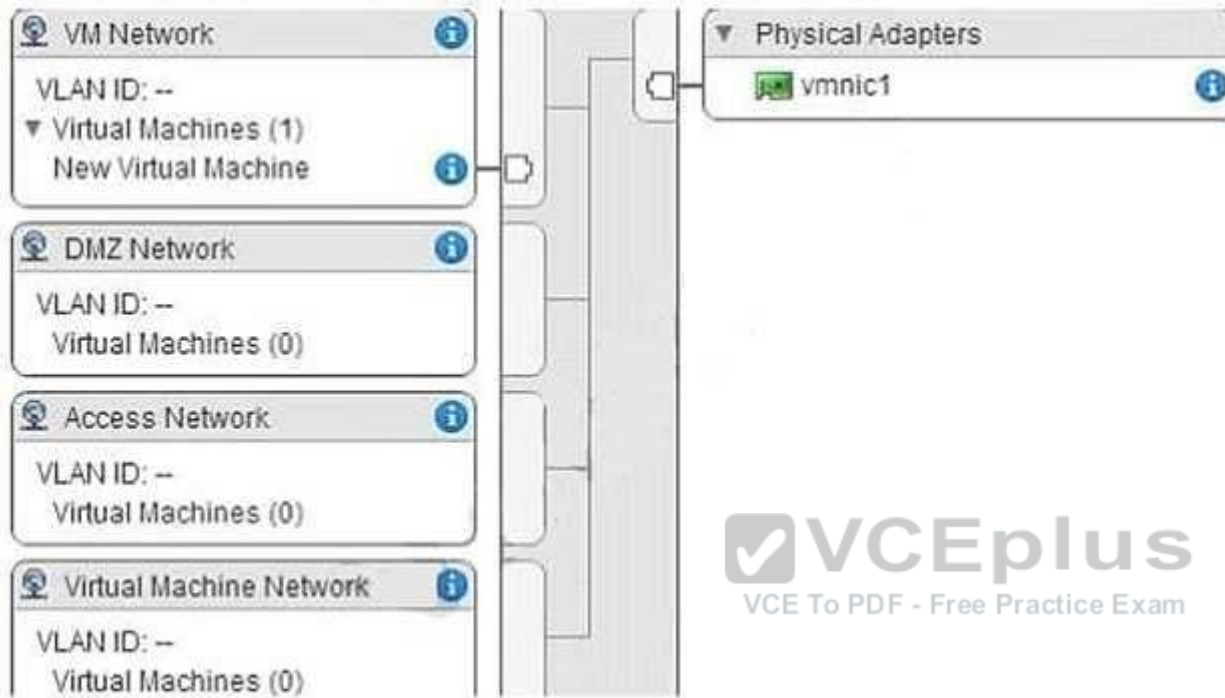 VM Network
VLAN ID: --
Virtual Machines (1)
New Virtual Machine
DMZ Network
VLAN ID: --
Virtual Machines (0)
Access Network
VLAN ID: --
Virtual Machines (0)
Virtual Machine Network
VLAN ID: --
Virtual Machines (0)
Physical Adapters
vmnic1
VCEplus
VCE To PDF - Free Practice Exam